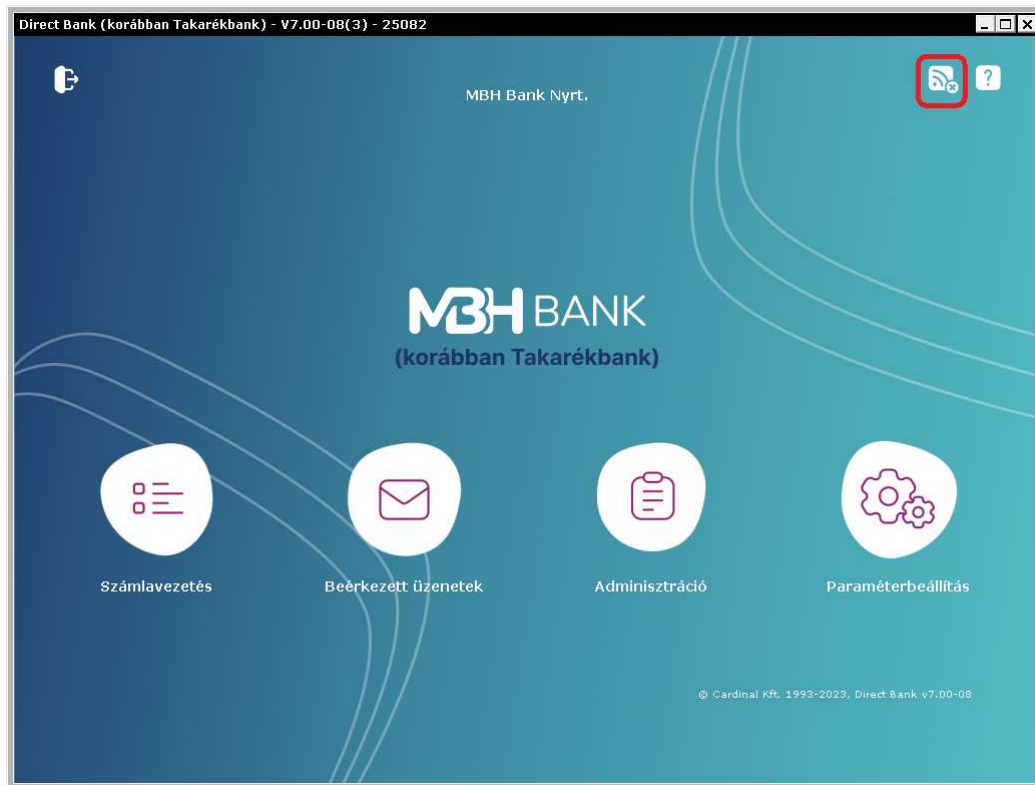 Direct Bank (korábban Takarékbank) - V7.00-08(3) - 25082
MBH Bank Nyrt.
?
MBH BANK
(korábban Takarékbank)
Számlavezetés
Beérkezett üzenetek
Adminisztráció
Paraméterbeállítás
© Cardinal Kft. 1993-2023, Direct Bank v7.00-08